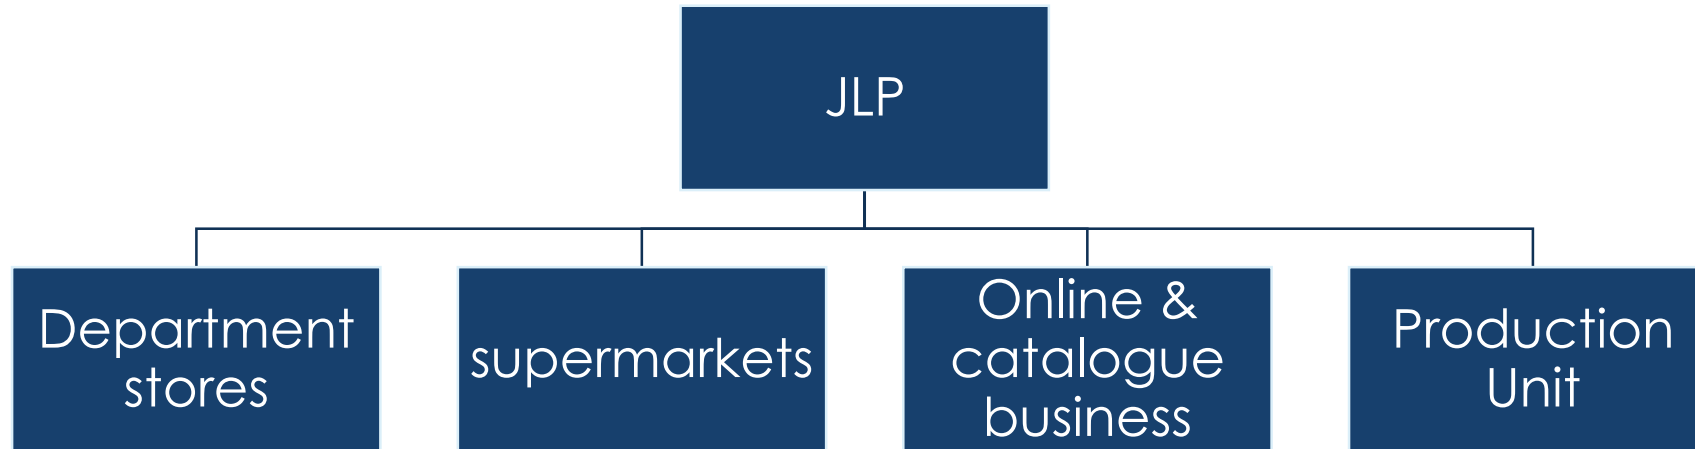 JLP
Department
stores
supermarkets
Online &
catalogue
business
Production
Unit